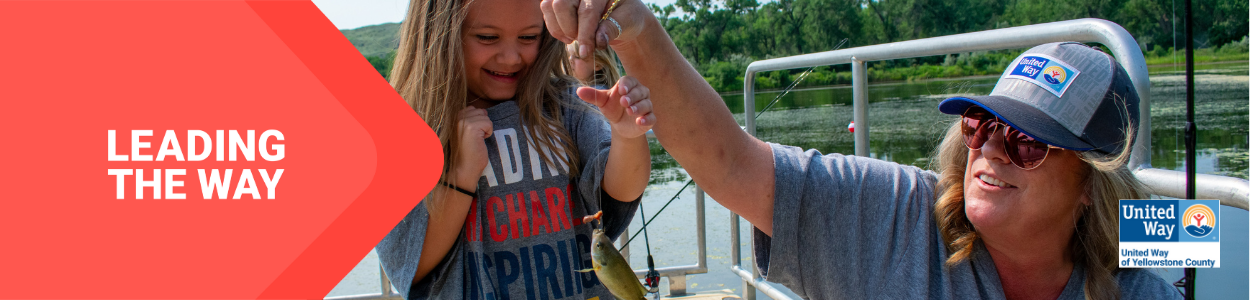 LEADING
THE WAY
United
Way
United
Way
United Way
of Yellowstone County